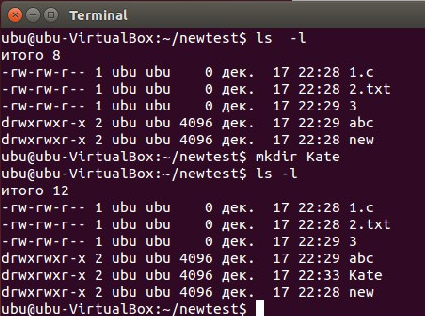 Terminal
ubu@ubu-VirtualBox:~/newtest$ ls  -l
итого 8
-rw-rw-r-- 1 ubu ubu    0 дек.  17 22:28 1.c
-rw-rw-r-- 1 ubu ubu    0 дек.  17 22:28 2.txt
-rw-rw-r-- 1 ubu ubu    0 дек.  17 22:29 3
drwxrwxr-x 2 ubu ubu 4096 дек.  17 22:29 abc
drwxrwxr-x 2 ubu ubu 4096 дек.  17 22:28 new
ubu@ubu-VirtualBox:~/newtest$ mkdir Kate
ubu@ubu-VirtualBox:~/newtest$ ls -l
итого 12
-rw-rw-r-- 1 ubu ubu    0 дек.  17 22:28 1.c
-rw-rw-r-- 1 ubu ubu    0 дек.  17 22:28 2.txt
-rw-rw-r-- 1 ubu ubu    0 дек.  17 22:29 3
drwxrwxr-x 2 ubu ubu 4096 дек.  17 22:29 abc
drwxrwxr-x 2 ubu ubu 4096 дек.  17 22:33 Kate
drwxrwxr-x 2 ubu ubu 4096 дек.  17 22:28 new
ubu@ubu-VirtualBox:~/newtest$